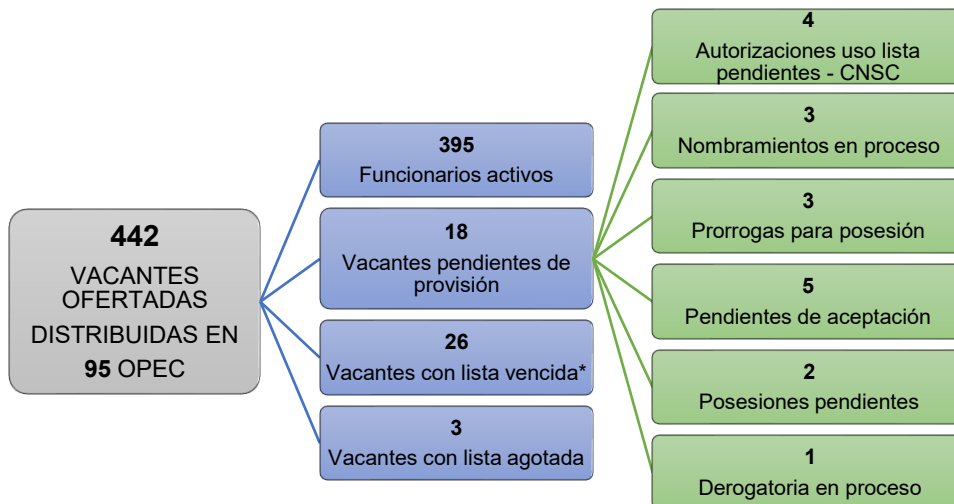 442
VACANTES
OFERTADAS
DISTRIBUIDAS EN
95 OPEC
395
Funcionarios activos
18
Vacantes pendientes de
provisión
26
Vacantes con lista vencida*
3
Vacantes con lista agotada
4
Autorizaciones uso lista
pendientes - CNSC
3
Nombramientos en proceso
3
Prorrogas para posesión
5
Pendientes de aceptación
2
Posesiones pendientes
1
Derogatoria en proceso